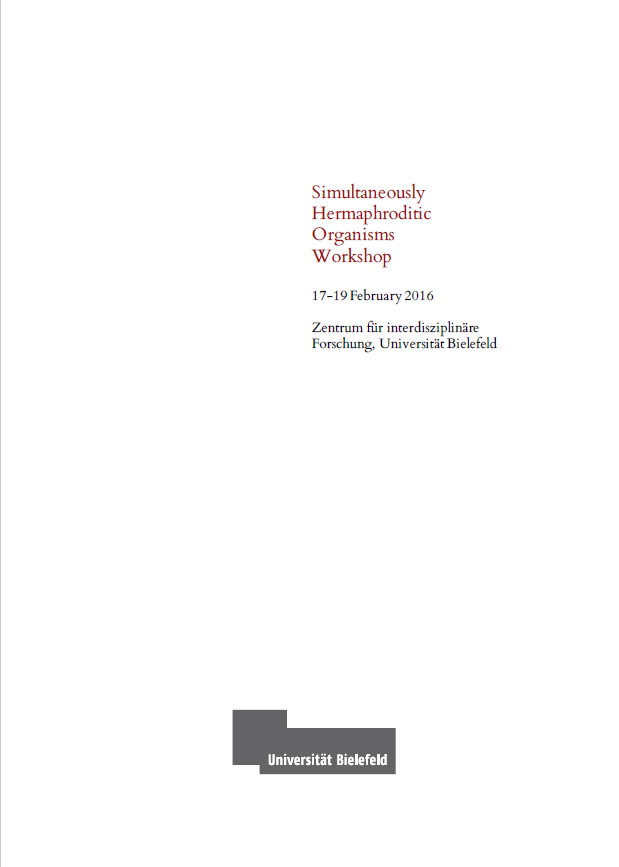 Simultaneously
Hermaphroditic
Organisms
Workshop
17-19 February 2016
Zentrum für interdisziplinäre
Forschung, Universität Bielefeld
Universität Bielefeld